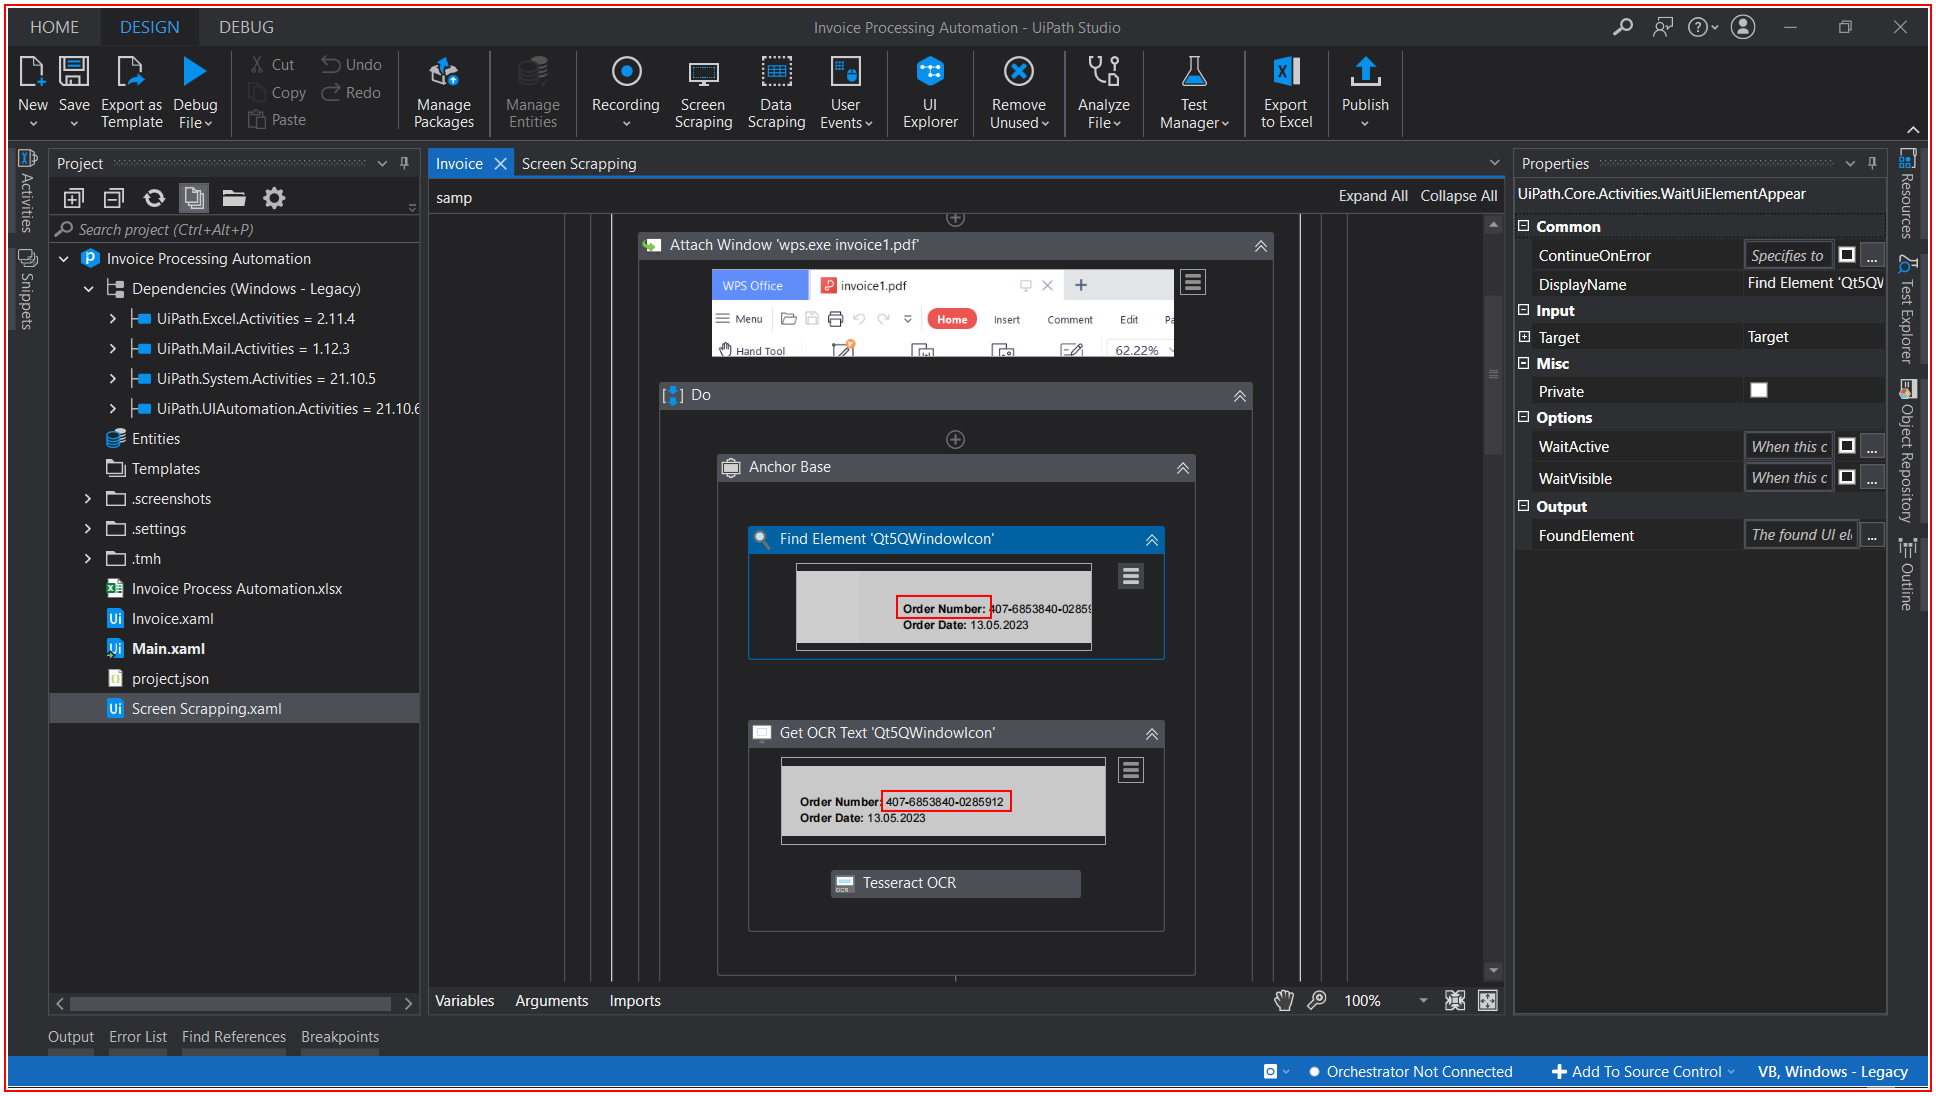 HOME DESIGN DEBUG
Invoice Processing Automation - UiPath Studio
New
Save
Export as Template
Debug File
Cut
Copy
Paste
Undo
Redo
Manage Packages
Manage Entities
Recording
Screen Scraping
Data Scraping
User Events
UI Explorer
Remove Unused
Analyze File
Test Manager
Export to Excel
Publish
Activities
Snippets
Project
Search project (Ctrl+Alt+P)
Invoice Processing Automation
Dependencies (Windows - Legacy)
UiPath.Excel.Activities = 2.11.4
UiPath.Mail.Activities = 1.12.3
UiPath.System.Activities = 21.10.5
UiPath.UIAutomation.Activities = 21.10.6
Entities
Templates
.screenshots
.settings
.tmh
Invoice Process Automation.xlsx
Invoice.xaml
Main.xaml
project.json
Screen Scrapping.xaml
Invoice
Screen Scrapping
samp
Expand All Collapse All
Attach Window 'wps.exe invoice1.pdf'
WPS Office
invoice1.pdf
Menu
Home
Insert
Comment
Edit
Hand Tool
62.22%
Do
Anchor Base
Find Element 'Qt5QWindowIcon'
Order Number: 407-6853840-02859
Order Date: 13.05.2023
Get OCR Text 'Qt5QWindowIcon'
Order Number: 407-6853840-0285912
Order Date: 13.05.2023
OCR
Tesseract OCR
Variables Arguments Imports
100%
Properties
UiPath.Core.Activities.WaitUiElementAppear
Common
ContinueOnError Specifies to ...
DisplayName Find Element 'Qt5QW
Input
Target Target
Misc
Private
Options
WaitActive When this c ...
WaitVisible When this c ...
Output
FoundElement The found UI el ...
Resources
Test Explorer
Object Repository
Outline
Output Error List Find References Breakpoints
Orchestrator Not Connected
Add To Source Control
VB, Windows - Legacy